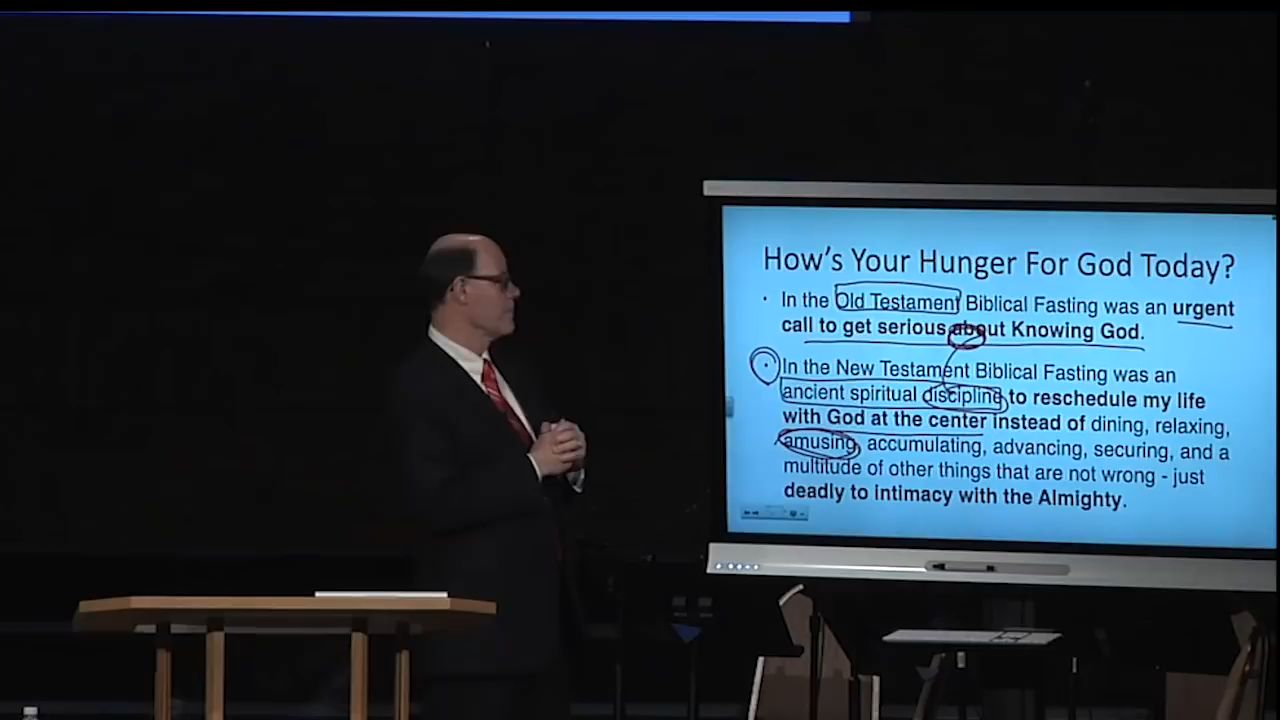 How's Your Hunger For God Today?
· In the Old Testament Biblical Fasting was an urgent
call to get serious about Knowing God.
· In the New Testament Biblical Fasting was an
ancient spiritual discipline to reschedule my life
with God at the center instead of dining, relaxing,
amusing, accumulating, advancing, securing, and a
multitude of other things that are not wrong - just
deadly to intimacy with the Almighty.